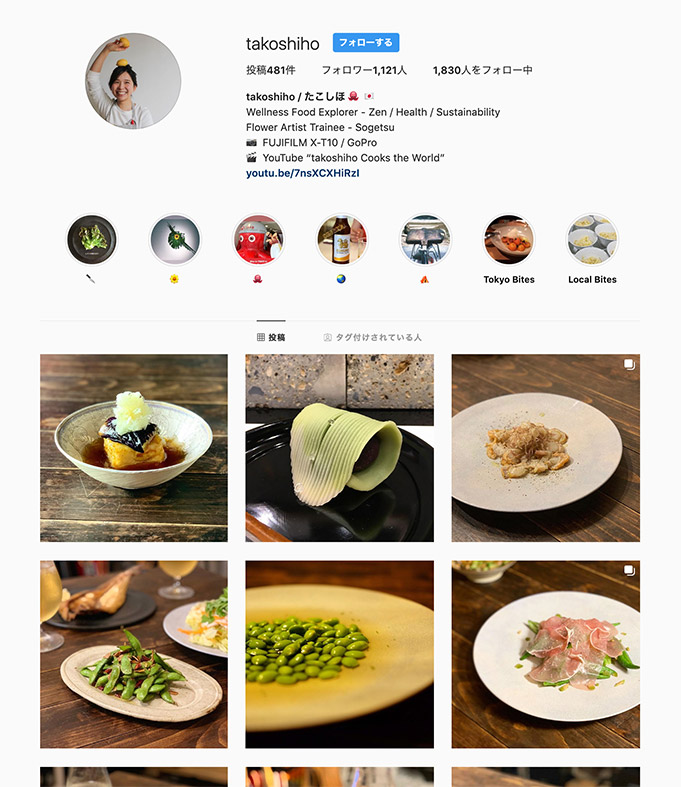 takoshiho フォローする
投稿481件 フォロワー1,121人 1,830人をフォロー中
takoshiho / たこしほ🐙 🇯🇵
Wellness Food Explorer - Zen / Health / Sustainability
Flower Artist Trainee - Sogetsu
📷 FUJIFILM X-T10 / GoPro
🎬 YouTube “takoshiho Cooks the World”
youtu.be/7nsXCXHiRzI
Tokyo Bites Local Bites
投稿 タグ付けされている人